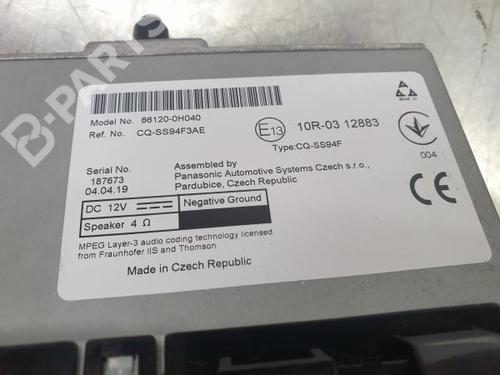 B-PARTS
Model No. 86120-0H040
Ref. No. CQ-SS94F3AE
E13
10R-03 12883
Type:CQ-SS94F
004
Serial No.
187673
04.04.19
Assembled by
Panasonic Automotive Systems Czech s.r.o.,
Pardubice, Czech Republic
DC 12V
Negative Ground
Speaker 4 Ω
CE
MPEG Layer-3 audio coding technology licensed
from Fraunhofer IIS and Thomson.
Made in Czech Republic